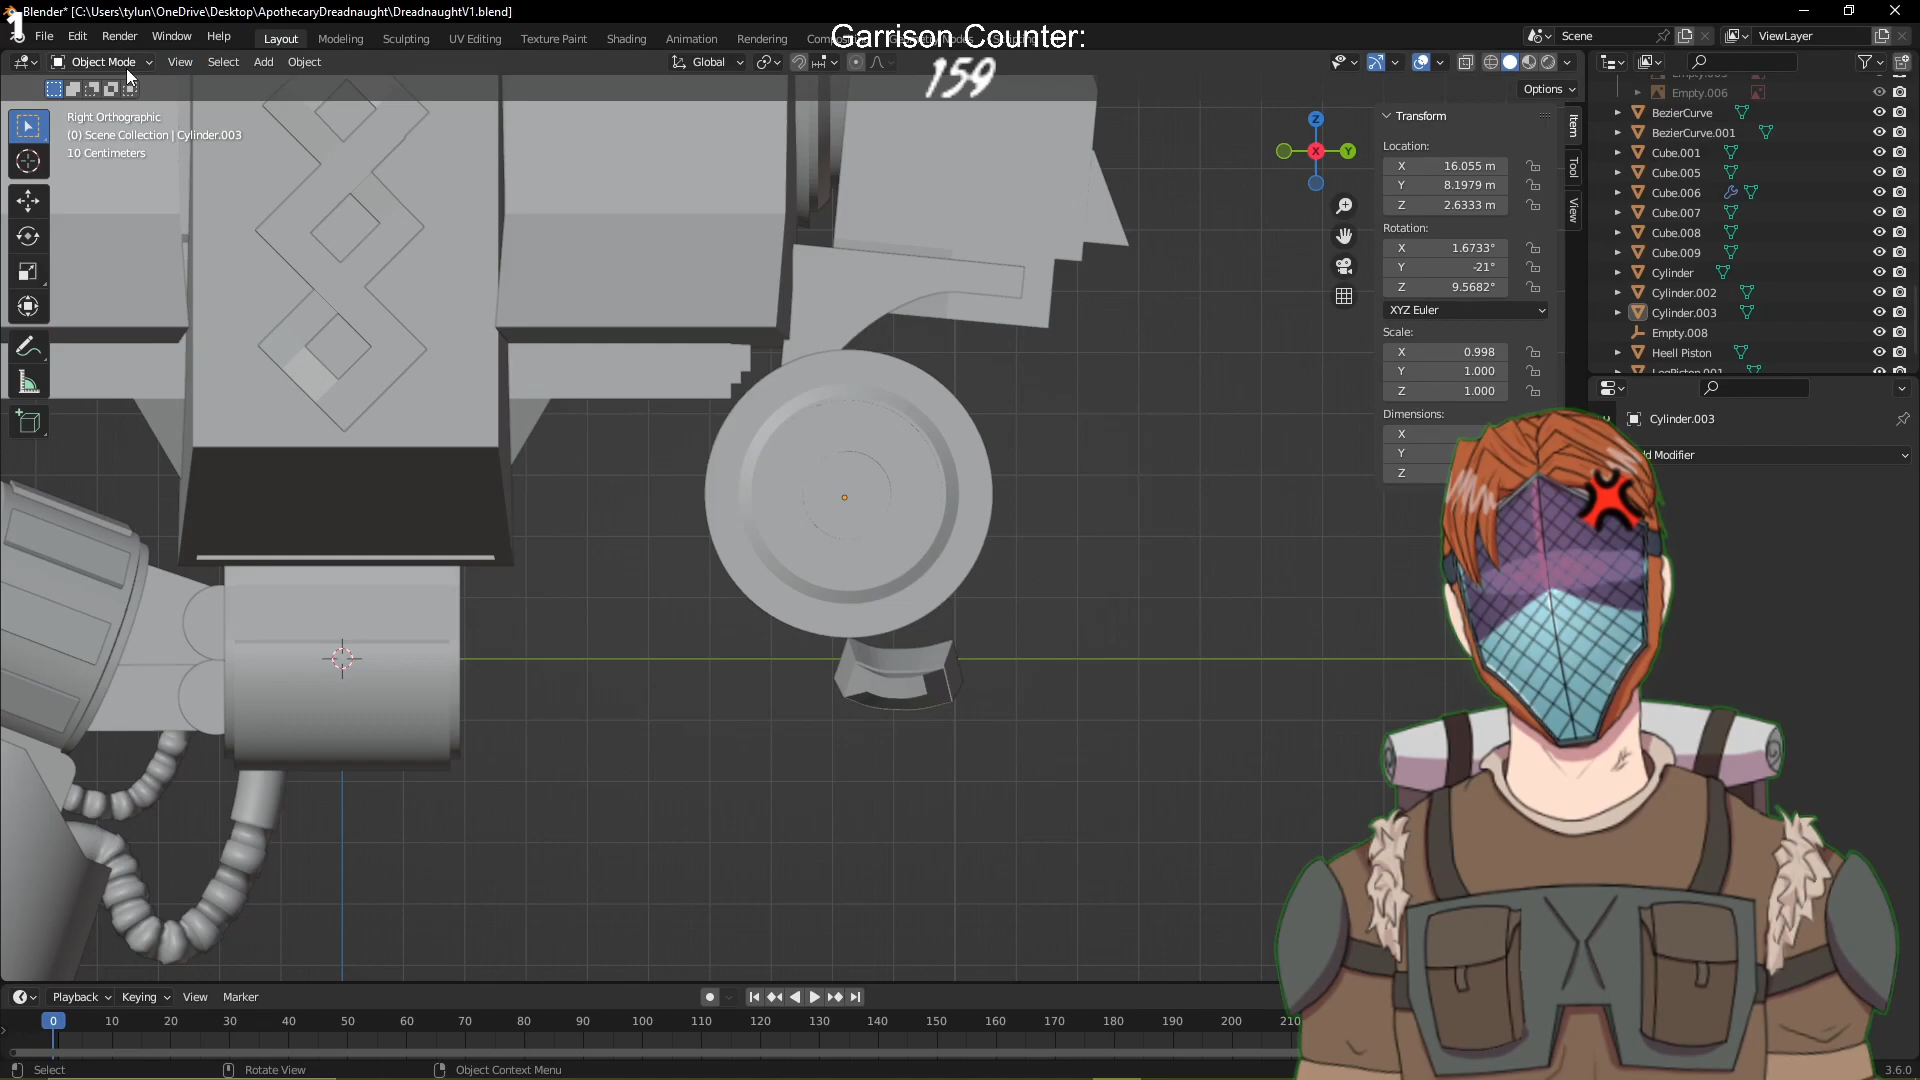 1
Blender* [C:\Users\tylun\OneDrive\Desktop\ApothecaryDreadnaught\DreadnaughtV1.blend]
Garrison Counter:
159
File Edit Render Window Help
Layout Modeling Sculpting UV Editing Texture Paint Shading Animation Rendering
Scene
ViewLayer
Object Mode View Select Add Object
Global
Options
Right Orthographic
(0) Scene Collection | Cylinder.003
10 Centimeters
Z
X
Y
Transform
Location:
X 16.055 m
Y 8.1979 m
Z 2.6333 m
Rotation:
X 1.6733°
Y -21°
Z 9.5682°
XYZ Euler
Scale:
X 0.998
Y 1.000
Z 1.000
Dimensions:
X
Y
Z
Item
Tool
View
Empty.006
BezierCurve
BezierCurve.001
Cube.001
Cube.005
Cube.006
Cube.007
Cube.008
Cube.009
Cylinder
Cylinder.002
Cylinder.003
Empty.008
Heell Piston
LegPiston.001
Cylinder.003
d Modifier
Playback Keying View Marker
0 10 20 30 40 50 60 70 80 90 100 110 120 130 140 150 160 170 180 190 200 210
Select
Rotate View
Object Context Menu
3.6.0